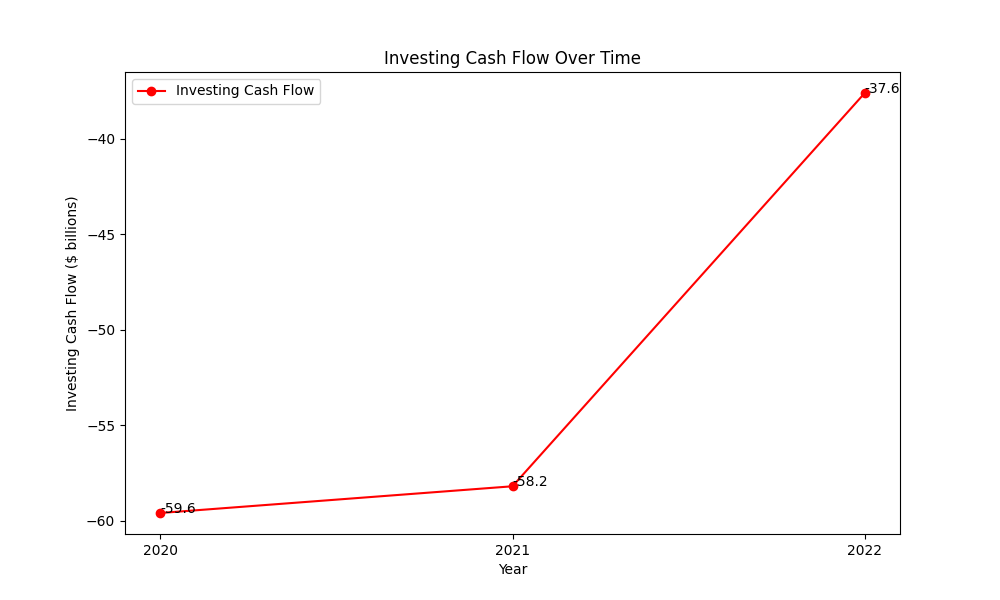 Investing Cash Flow Over Time
Investing Cash Flow
Investing Cash Flow ($ billions)
−40
−45
−50
−55
−60
-37.6
-58.2
-59.6
2020 2021 2022
Year